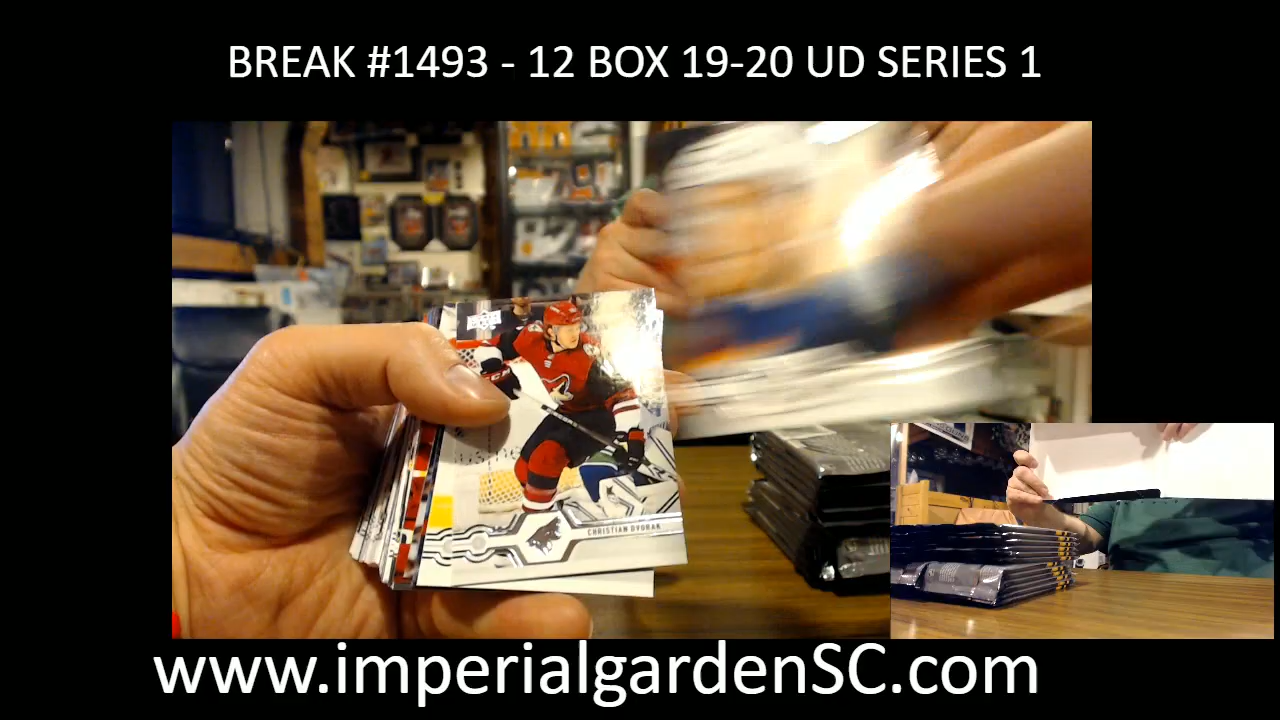 BREAK #1493 - 12 BOX 19-20 UD SERIES 1
CHRISTIAN DVORAK
www.imperialgardenSC.com